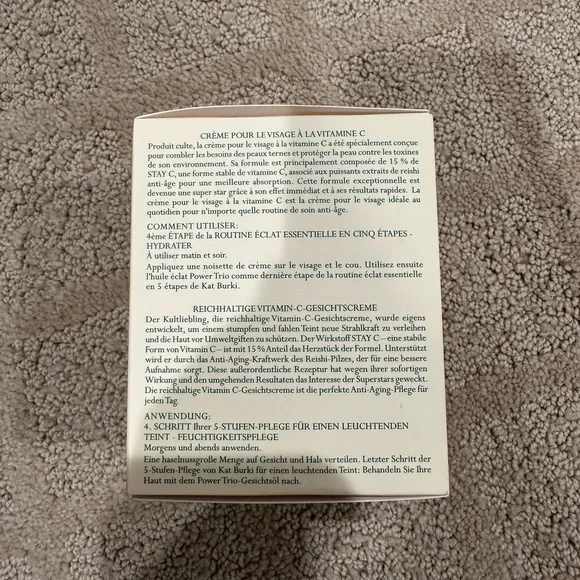 CRÈME POUR LE VISAGE À LA VITAMINE C
Produit culte, la crème pour le visage à la vitamine C a été spécialement conçue
pour combler les besoins des peaux ternes et protéger la peau contre les toxines
de son environnement. Sa formule est principalement composée de 15 % de
STAY C, une forme stable de vitamine C, associé aux puissants extraits de reishi
anti-âge pour une meilleure absorption. Cette formule exceptionnelle est
devenue une super star grâce à son effet immédiat et à ses résultats rapides. La
crème pour le visage à la vitamine C est la crème pour le visage idéale au
quotidien pour n'importe quelle routine de soin anti-âge.
COMMENT UTILISER:
4ème ÉTAPE de la ROUTINE ÉCLAT ESSENTIELLE EN CINQ ÉTAPES -
HYDRATER
À utiliser matin et soir.
Appliquez une noisette de crème sur le visage et le cou. Utilisez ensuite
l'huile éclat Power Trio comme dernière étape de la routine éclat essentielle
en 5 étapes de Kat Burki.
REICHHALTIGE VITAMIN-C-GESICHTSCREME
Der Kultliebling, die reichhaltige Vitamin-C-Gesichtscreme, wurde eigens
entwickelt, um einem stumpfen und fahlen Teint neue Strahlkraft zu verleihen
und die Haut vor Umweltgiften zu schützen. Der Wirkstoff STAY C – eine stabile
Form von Vitamin C – ist mit 15 % Anteil das Herzstück der Formel. Unterstützt
wird er durch das Anti-Aging-Kraftwerk des Reishi-Pilzes, der für eine bessere
Aufnahme sorgt. Diese außerordentliche Rezeptur hat wegen ihrer sofortigen
Wirkung und den umgehenden Resultaten das Interesse der Superstars geweckt.
Die reichhaltige Vitamin C-Gesichtscreme ist die perfekte Anti-Aging-Pflege für
jeden Tag.
ANWENDUNG:
4. SCHRITT Ihrer 5-STUFEN-PFLEGE FÜR EINEN LEUCHTENDEN
TEINT - FEUCHTIGKEITSPFLEGE
Morgens und abends anwenden.
Eine haselnussgroße Menge auf Gesicht und Hals verteilen. Letzter Schritt der
5-Stufen-Pflege von Kat Burki für einen leuchtenden Teint: Behandeln Sie Ihre
Haut mit dem Power Trio-Gesichtsöl nach.